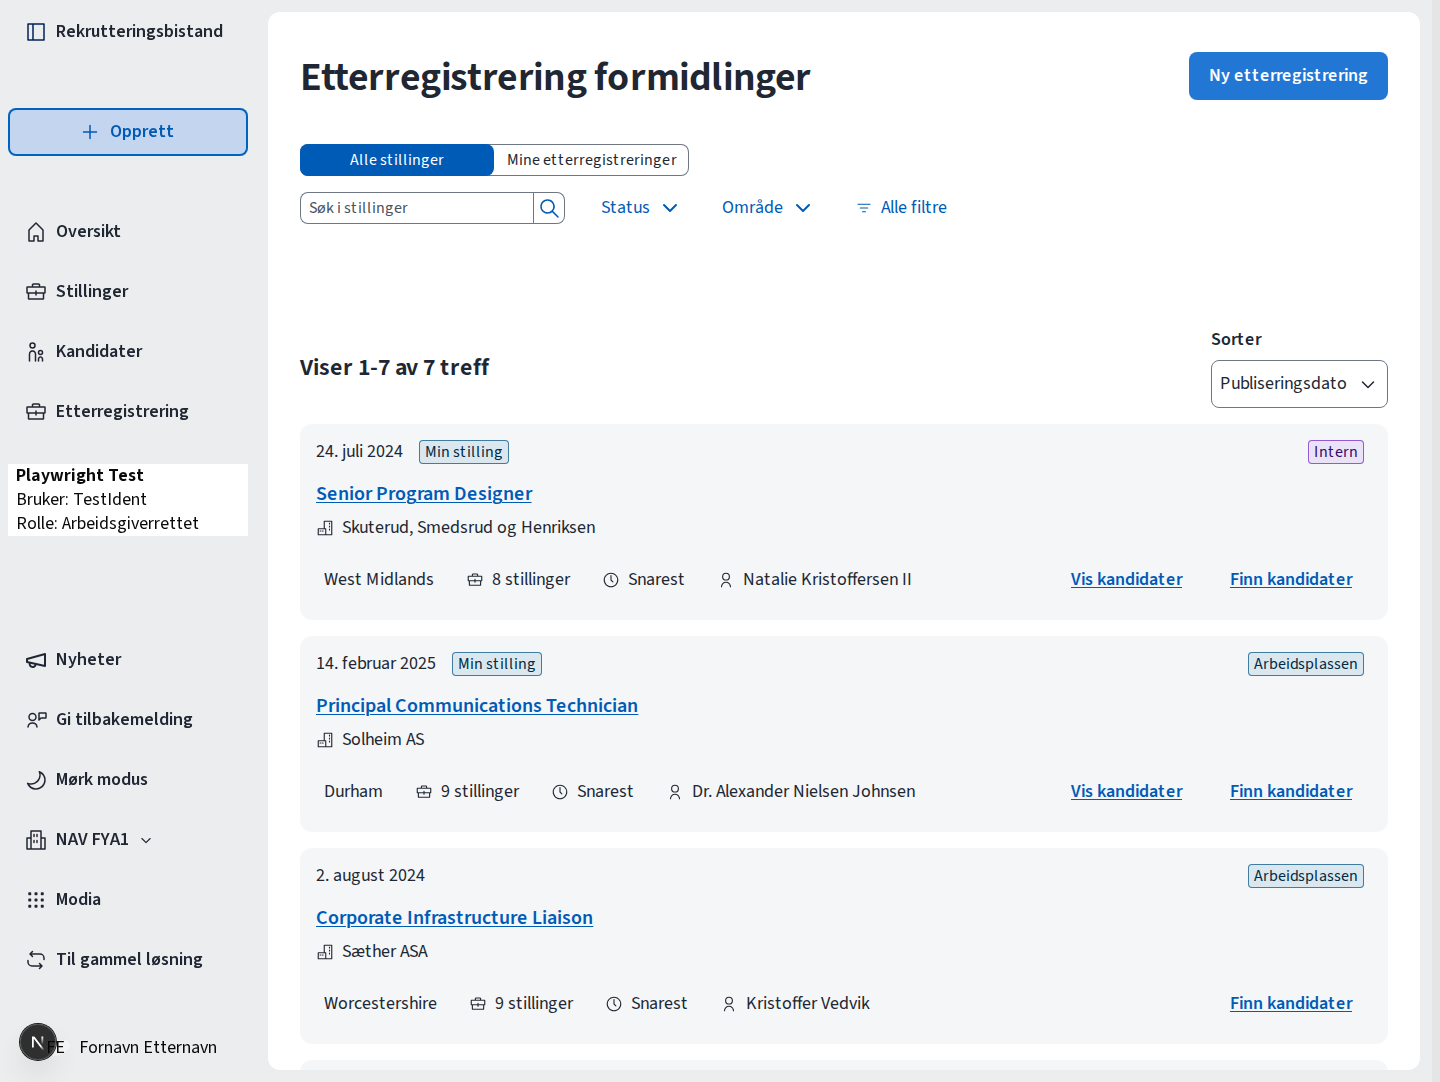 Rekrutteringsbistand
Opprett
Oversikt
Stillinger
Kandidater
Etterregistrering
Playwright Test
Bruker: TestIdent
Rolle: Arbeidsgiverrettet
Nyheter
Gi tilbakemelding
Mørk modus
NAV FYA1
Modia
Til gammel løsning
N FE Fornavn Etternavn
Etterregistrering formidlinger
Ny etterregistrering
Alle stillinger Mine etterregistreringer
Søk i stillinger Status Område Alle filtre
Sorter
Viser 1-7 av 7 treff
Publiseringsdato
24. juli 2024 Min stilling Intern
Senior Program Designer
Skuterud, Smedsrud og Henriksen
West Midlands 8 stillinger Snarest Natalie Kristoffersen II Vis kandidater Finn kandidater
14. februar 2025 Min stilling Arbeidsplassen
Principal Communications Technician
Solheim AS
Durham 9 stillinger Snarest Dr. Alexander Nielsen Johnsen Vis kandidater Finn kandidater
2. august 2024 Arbeidsplassen
Corporate Infrastructure Liaison
Sæther ASA
Worcestershire 9 stillinger Snarest Kristoffer Vedvik Finn kandidater